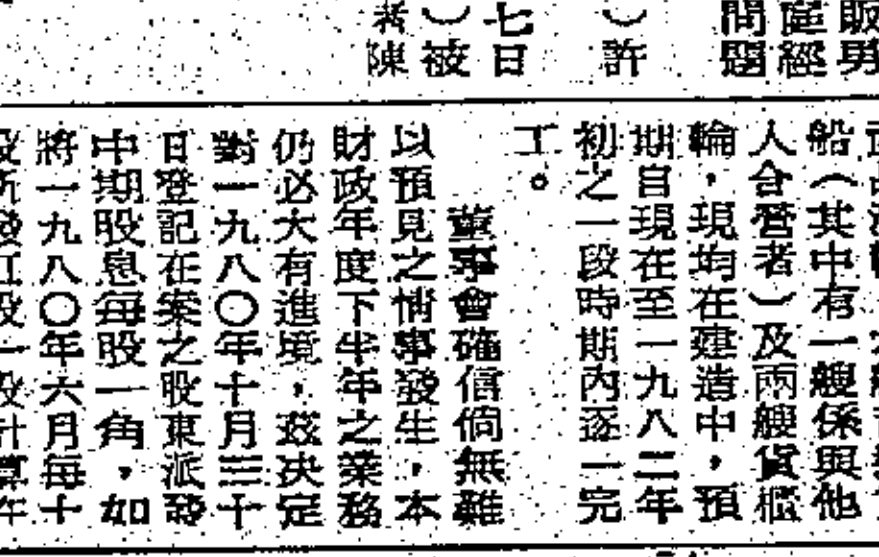 販男
庭經
問題
）許
七日
）被
者陳
船（其中有一艘係與他
人合營者）及兩艘貨櫃
輪，現均在建造中，預
期自現在至一九八二年
初之一段時期內逐一完
工。
董事會確信倘無難
以預見之情事發生，本
財政年度下半年之業務
仍必大有進境，茲決定
對一九八〇年十月三十
日登記在案之股東派發
中期股息每股一角，如
將一九八〇年六月每十
股所發紅股一股計算在